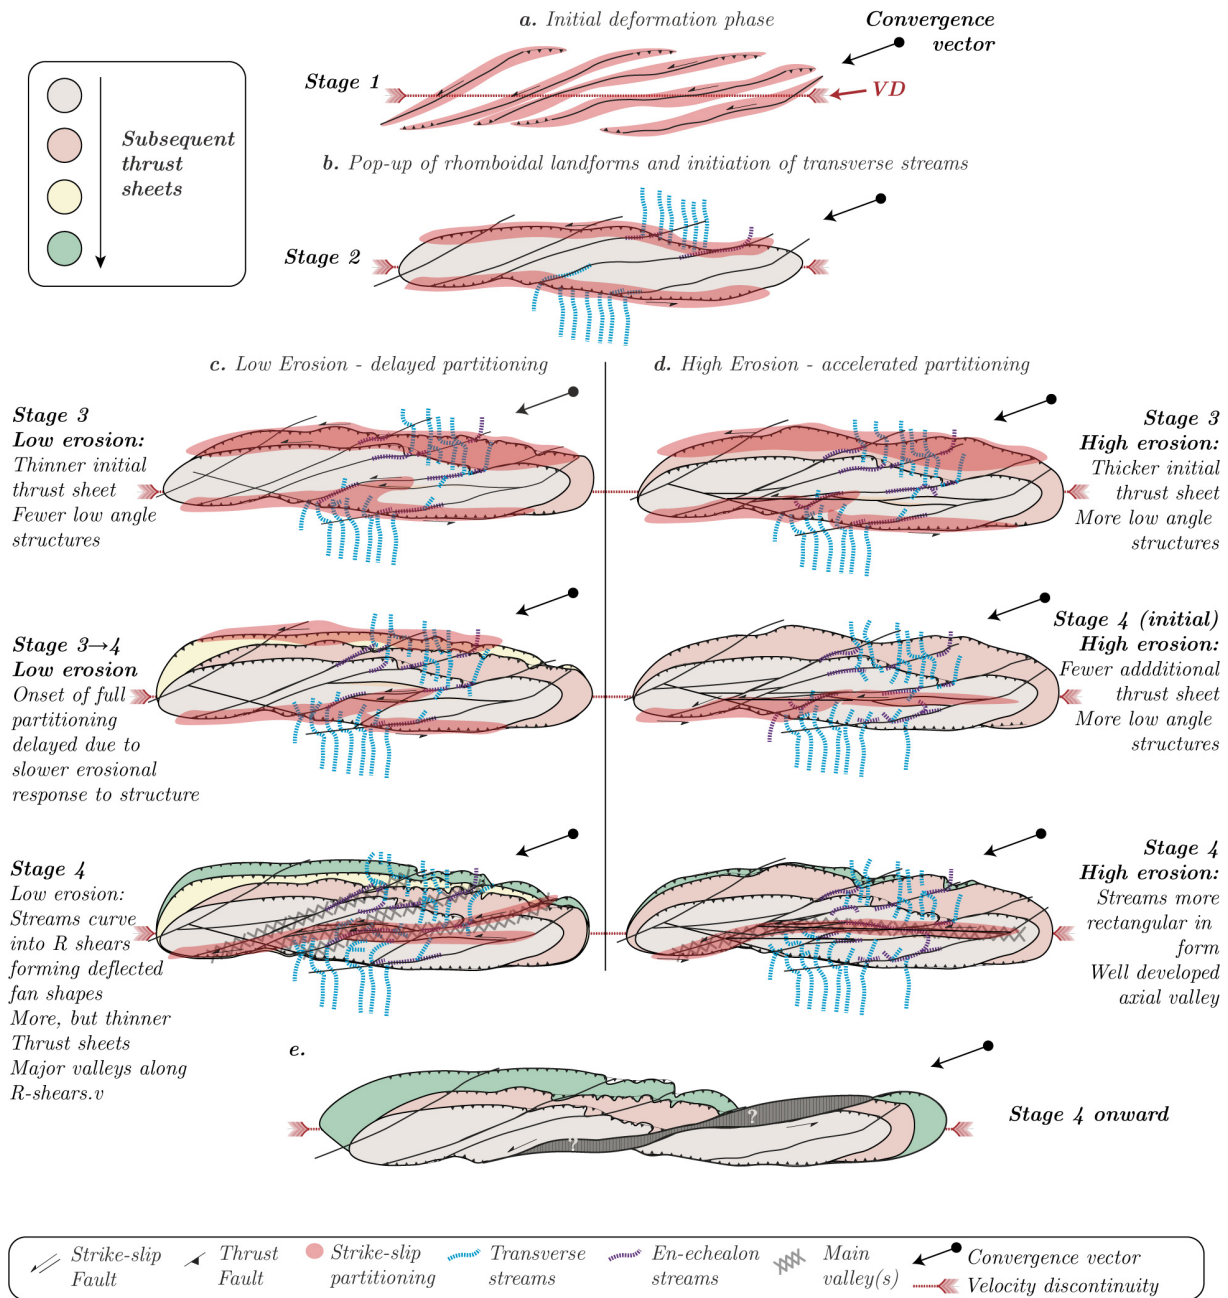 a. Initial deformation phase
Convergence
vector
Stage 1
VD
Subsequent
thrust
sheets
b. Pop-up of rhomboidal landforms and initiation of transverse streams
Stage 2
c. Low Erosion - delayed partitioning
d. High Erosion - accelerated partitioning
Stage 3
Low erosion:
Thinner initial
thrust sheet
Fewer low angle
structures
Stage 3
High erosion:
Thicker initial
thrust sheet
More low angle
structures
Stage 3→4
Low erosion
Onset of full
partitioning
delayed due to
slower erosional
response to structure
Stage 4 (initial)
High erosion:
Fewer addditional
thrust sheet
More low angle
structures
Stage 4
Low erosion:
Streams curve
into R shears
forming deflected
fan shapes
More, but thinner
Thrust sheets
Major valleys along
R-shears.v
Stage 4
High erosion:
Streams more
rectangular in
form
Well developed
axial valley
e.
?
?
Stage 4 onward
Strike-slip
Fault
Thrust
Fault
Strike-slip
partitioning
Transverse
streams
En-echealon
streams
Main
valley(s)
Convergence vector
Velocity discontinuity